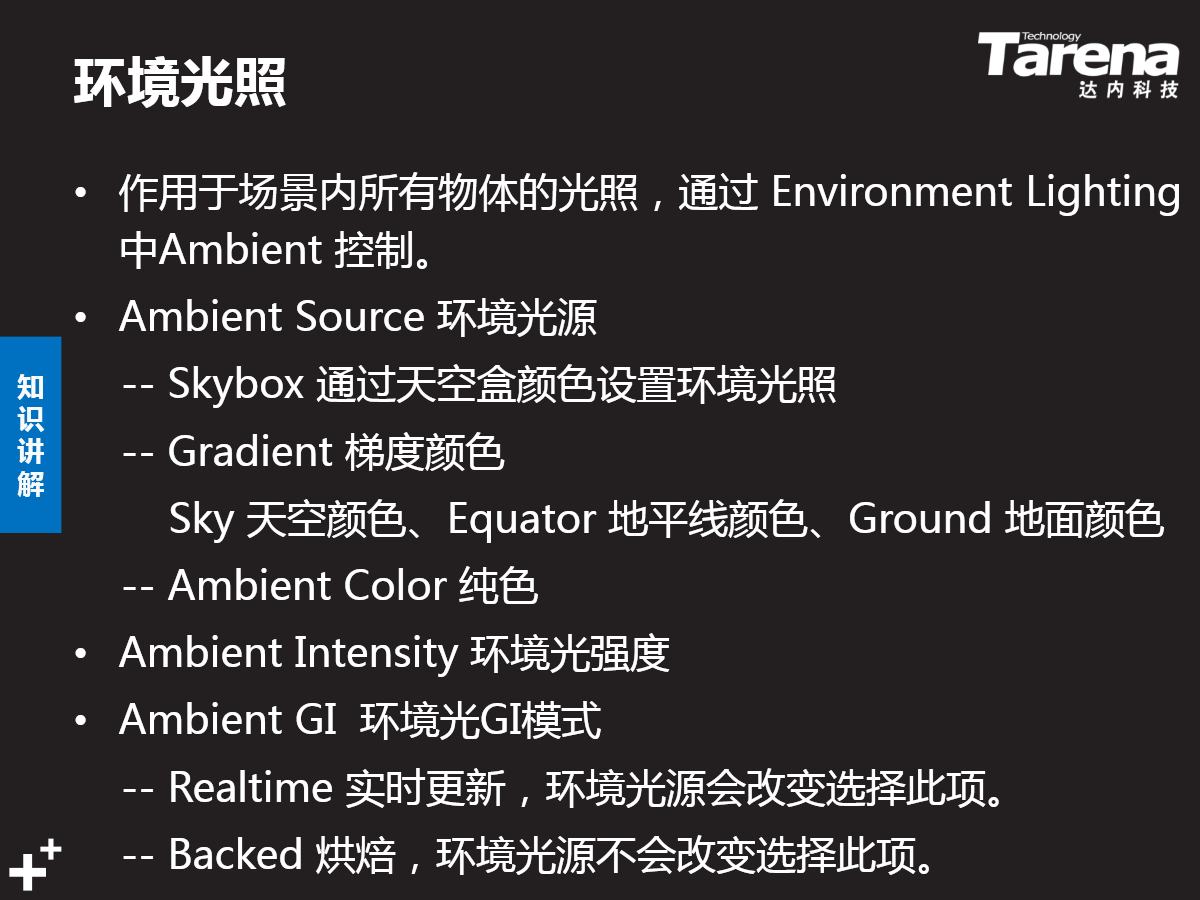 环境光照
Technology
Tarena
达内科技
• 作用于场景内所有物体的光照，通过 Environment Lighting
中Ambient 控制。
• Ambient Source 环境光源
-- Skybox 通过天空盒颜色设置环境光照
-- Gradient 梯度颜色
Sky 天空颜色、Equator 地平线颜色、Ground 地面颜色
-- Ambient Color 纯色
• Ambient Intensity 环境光强度
• Ambient GI 环境光GI模式
-- Realtime 实时更新，环境光源会改变选择此项。
-- Backed 烘焙，环境光源不会改变选择此项。
知识讲解